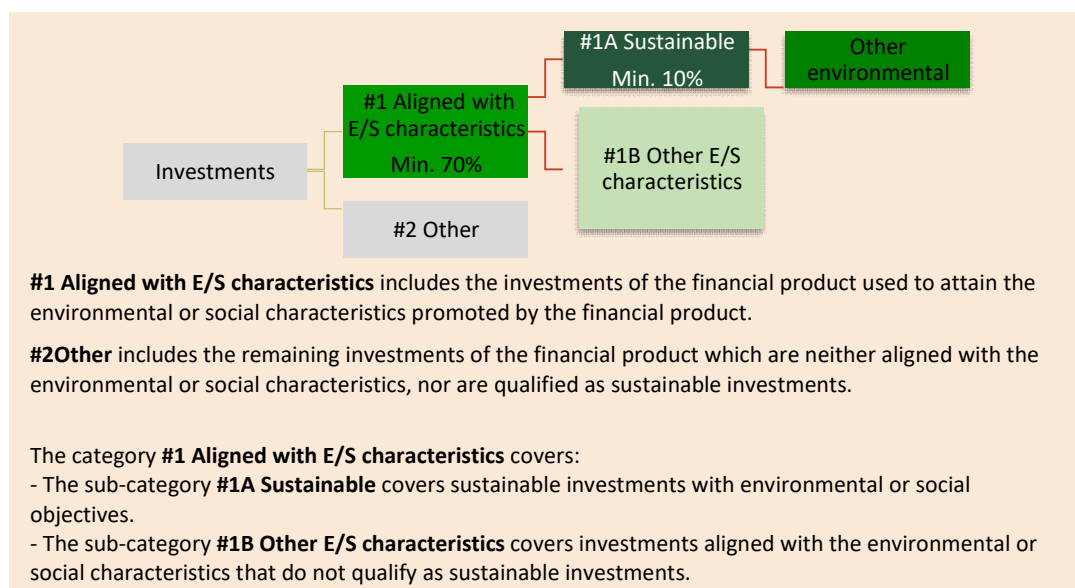 #1A Sustainable
Min. 10%
Other
environmental
#1 Aligned with
E/S characteristics
Min. 70%
#1B Other E/S
characteristics
Investments
#2 Other
#1 Aligned with E/S characteristics includes the investments of the financial product used to attain the
environmental or social characteristics promoted by the financial product.
#2Other includes the remaining investments of the financial product which are neither aligned with the
environmental or social characteristics, nor are qualified as sustainable investments.
The category #1 Aligned with E/S characteristics covers:
- The sub-category #1A Sustainable covers sustainable investments with environmental or social
objectives.
- The sub-category #1B Other E/S characteristics covers investments aligned with the environmental or
social characteristics that do not qualify as sustainable investments.